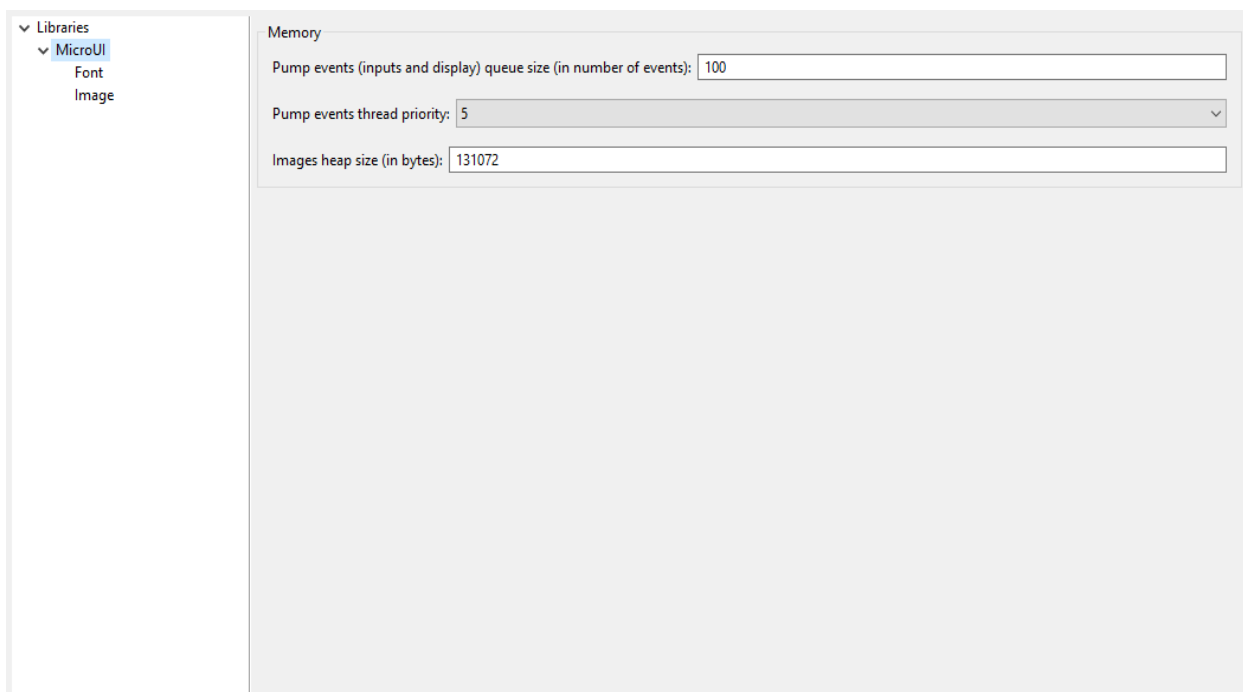 Libraries
MicroUI
Font
Image
Memory
Pump events (inputs and display) queue size (in number of events): 100
Pump events thread priority: 5
Images heap size (in bytes): 131072